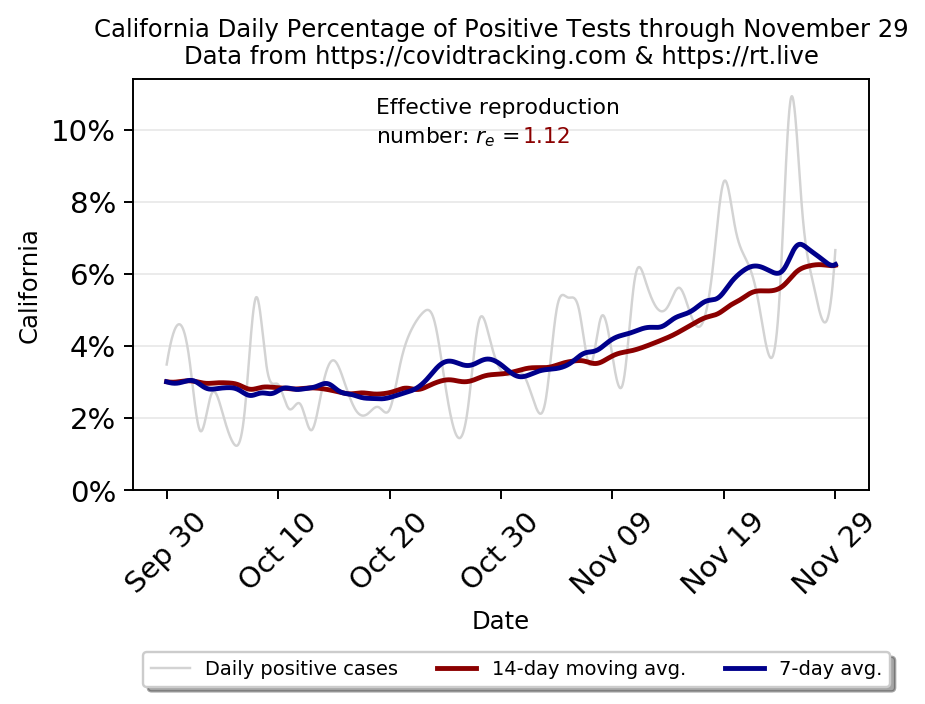 California Daily Percentage of Positive Tests through November 29
Data from https://covidtracking.com & https://rt.live
Effective reproduction
number: rₑ =1.12
10%
8%
6%
4%
2%
0%
California
Sep 30
Oct 10
Oct 20
Oct 30
Nov 09
Nov 19
Nov 29
Date
Daily positive cases
14-day moving avg.
7-day avg.